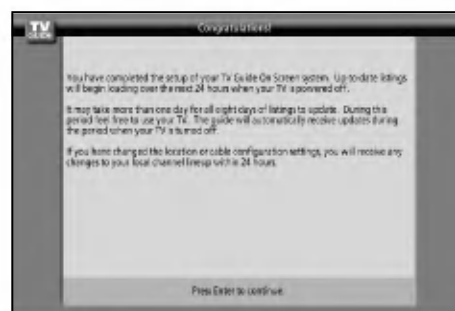 TV
GUIDE
Congratulations!
You have completed the setup of your TV Guide On Screen system. Up-to-date listings
will begin loading over the next 24 hours when your TV is powered off.
It may take more than one day for all eight days of listings to update. During this
period feel free to use your TV. The guide will automatically receive updates during
the period when your TV is turned off.
If you have changed the location or cable configuration settings, you will receive any
changes to your local channel lineup within 24 hours.
Press Enter to continue